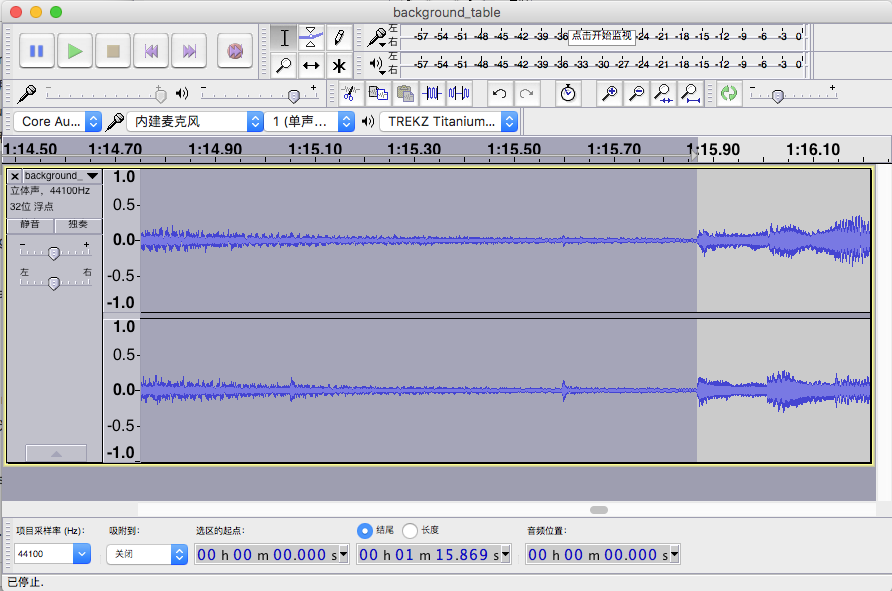 background_table
左 -57 -54 -51 -48 -45 -42 -39 -36 点击开始监视 -24 -21 -18 -15 -12 -9 -6 -3 0
右
左 -57 -54 -51 -48 -45 -42 -39 -36 -33 -30 -27 -24 -21 -18 -15 -12 -9 -6 -3 0
右
- + - + - +
Core Au... 内建麦克风 1 (单声... TREKZ Titanium...
1:14.50 1:14.70 1:14.90 1:15.10 1:15.30 1:15.50 1:15.70 1:15.90 1:16.10
background_
立体声, 44100Hz
32位 浮点
静音 独奏
- +
左 右
1.0
0.5
0.0
-0.5
-1.0
1.0
0.5
0.0
-0.5
-1.0
项目采样率 (Hz): 吸附到: 选区的起点: 结尾 长度 音频位置:
44100 关闭 00 h 00 m 00.000 s 00 h 01 m 15.869 s 00 h 00 m 00.000 s
已停止.